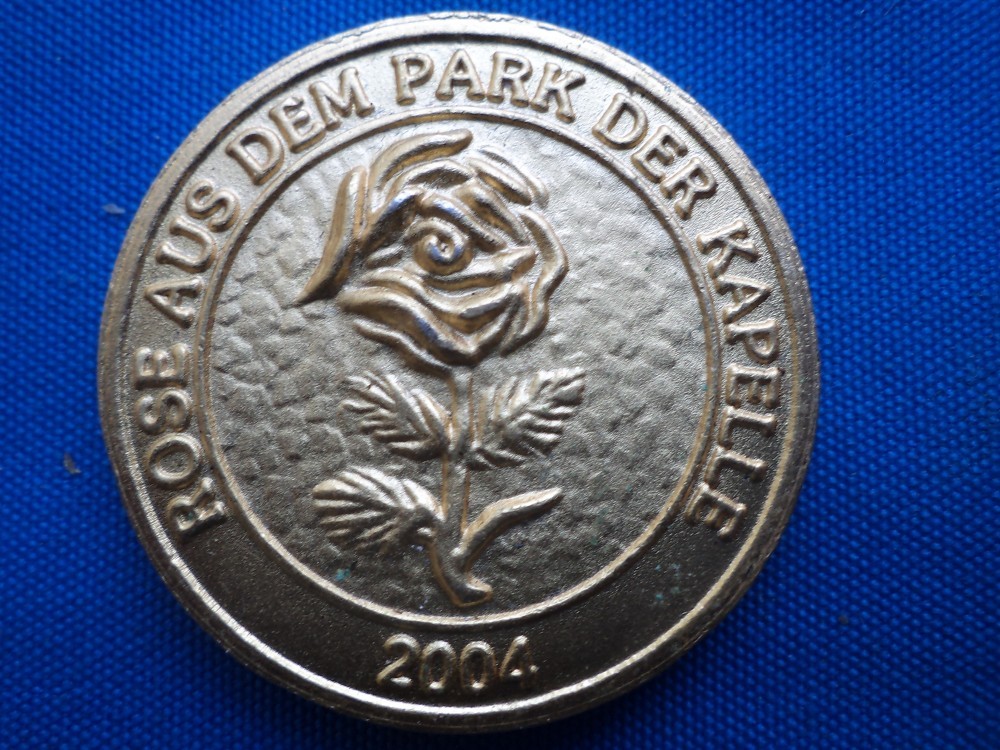 ROSE AUS DEM PARK DER KAPELLE
2004